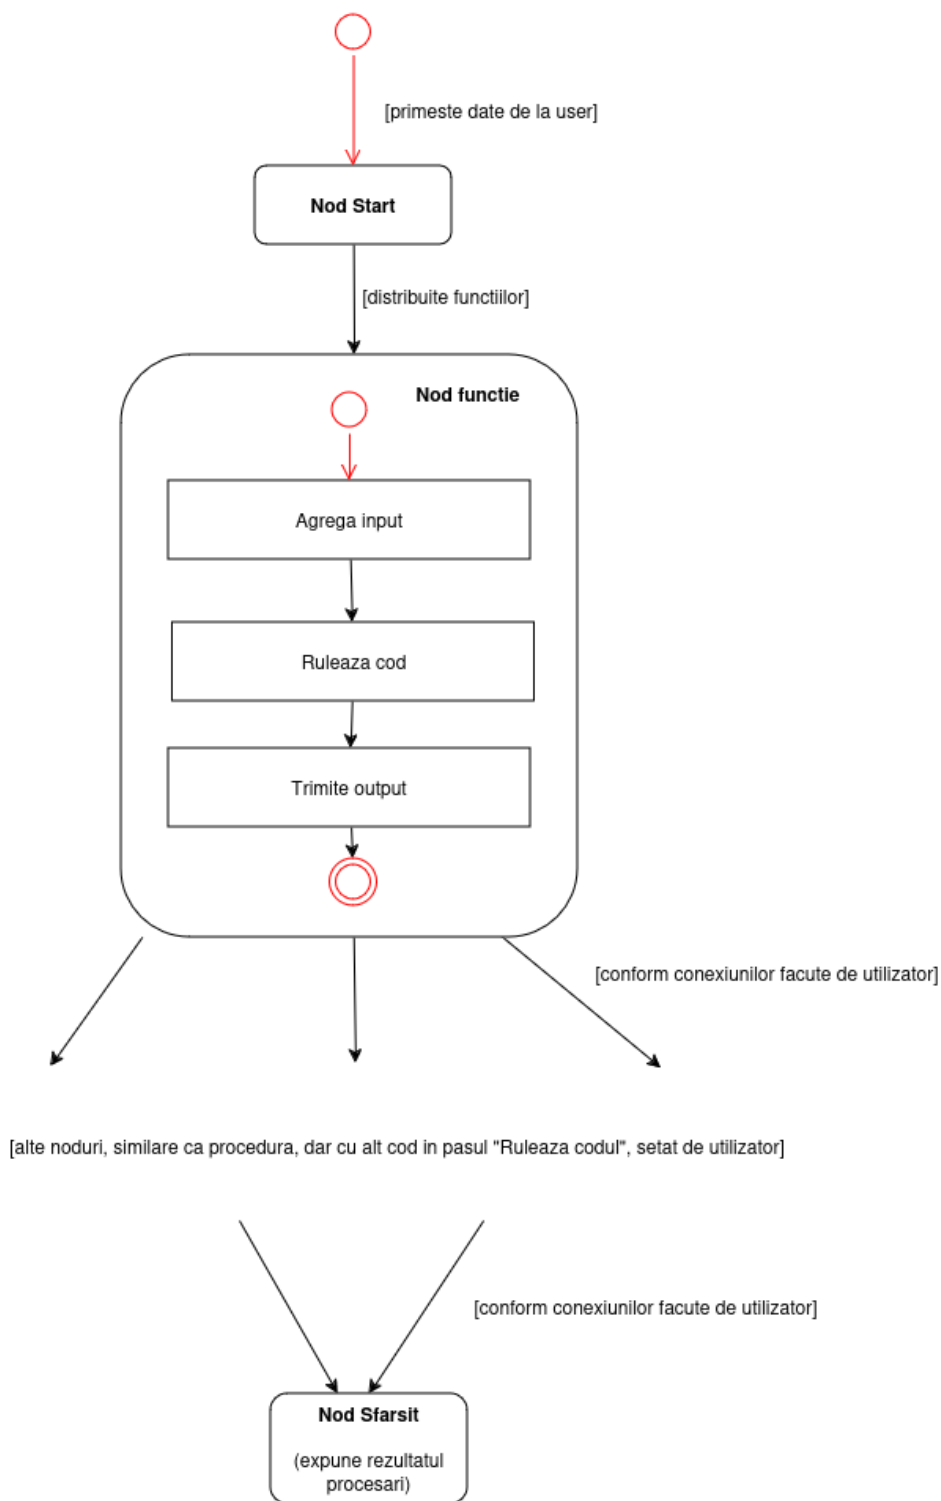 [primeste date de la user]
Nod Start
[distribuite functiilor]
Nod functie
Agrega input
Ruleaza cod
Trimite output
[conform conexiunilor facute de utilizator]
[alte noduri, similare ca procedura, dar cu alt cod in pasul "Ruleaza codul", setat de utilizator]
[conform conexiunilor facute de utilizator]
Nod Sfarsit
(expune rezultatul
procesari)